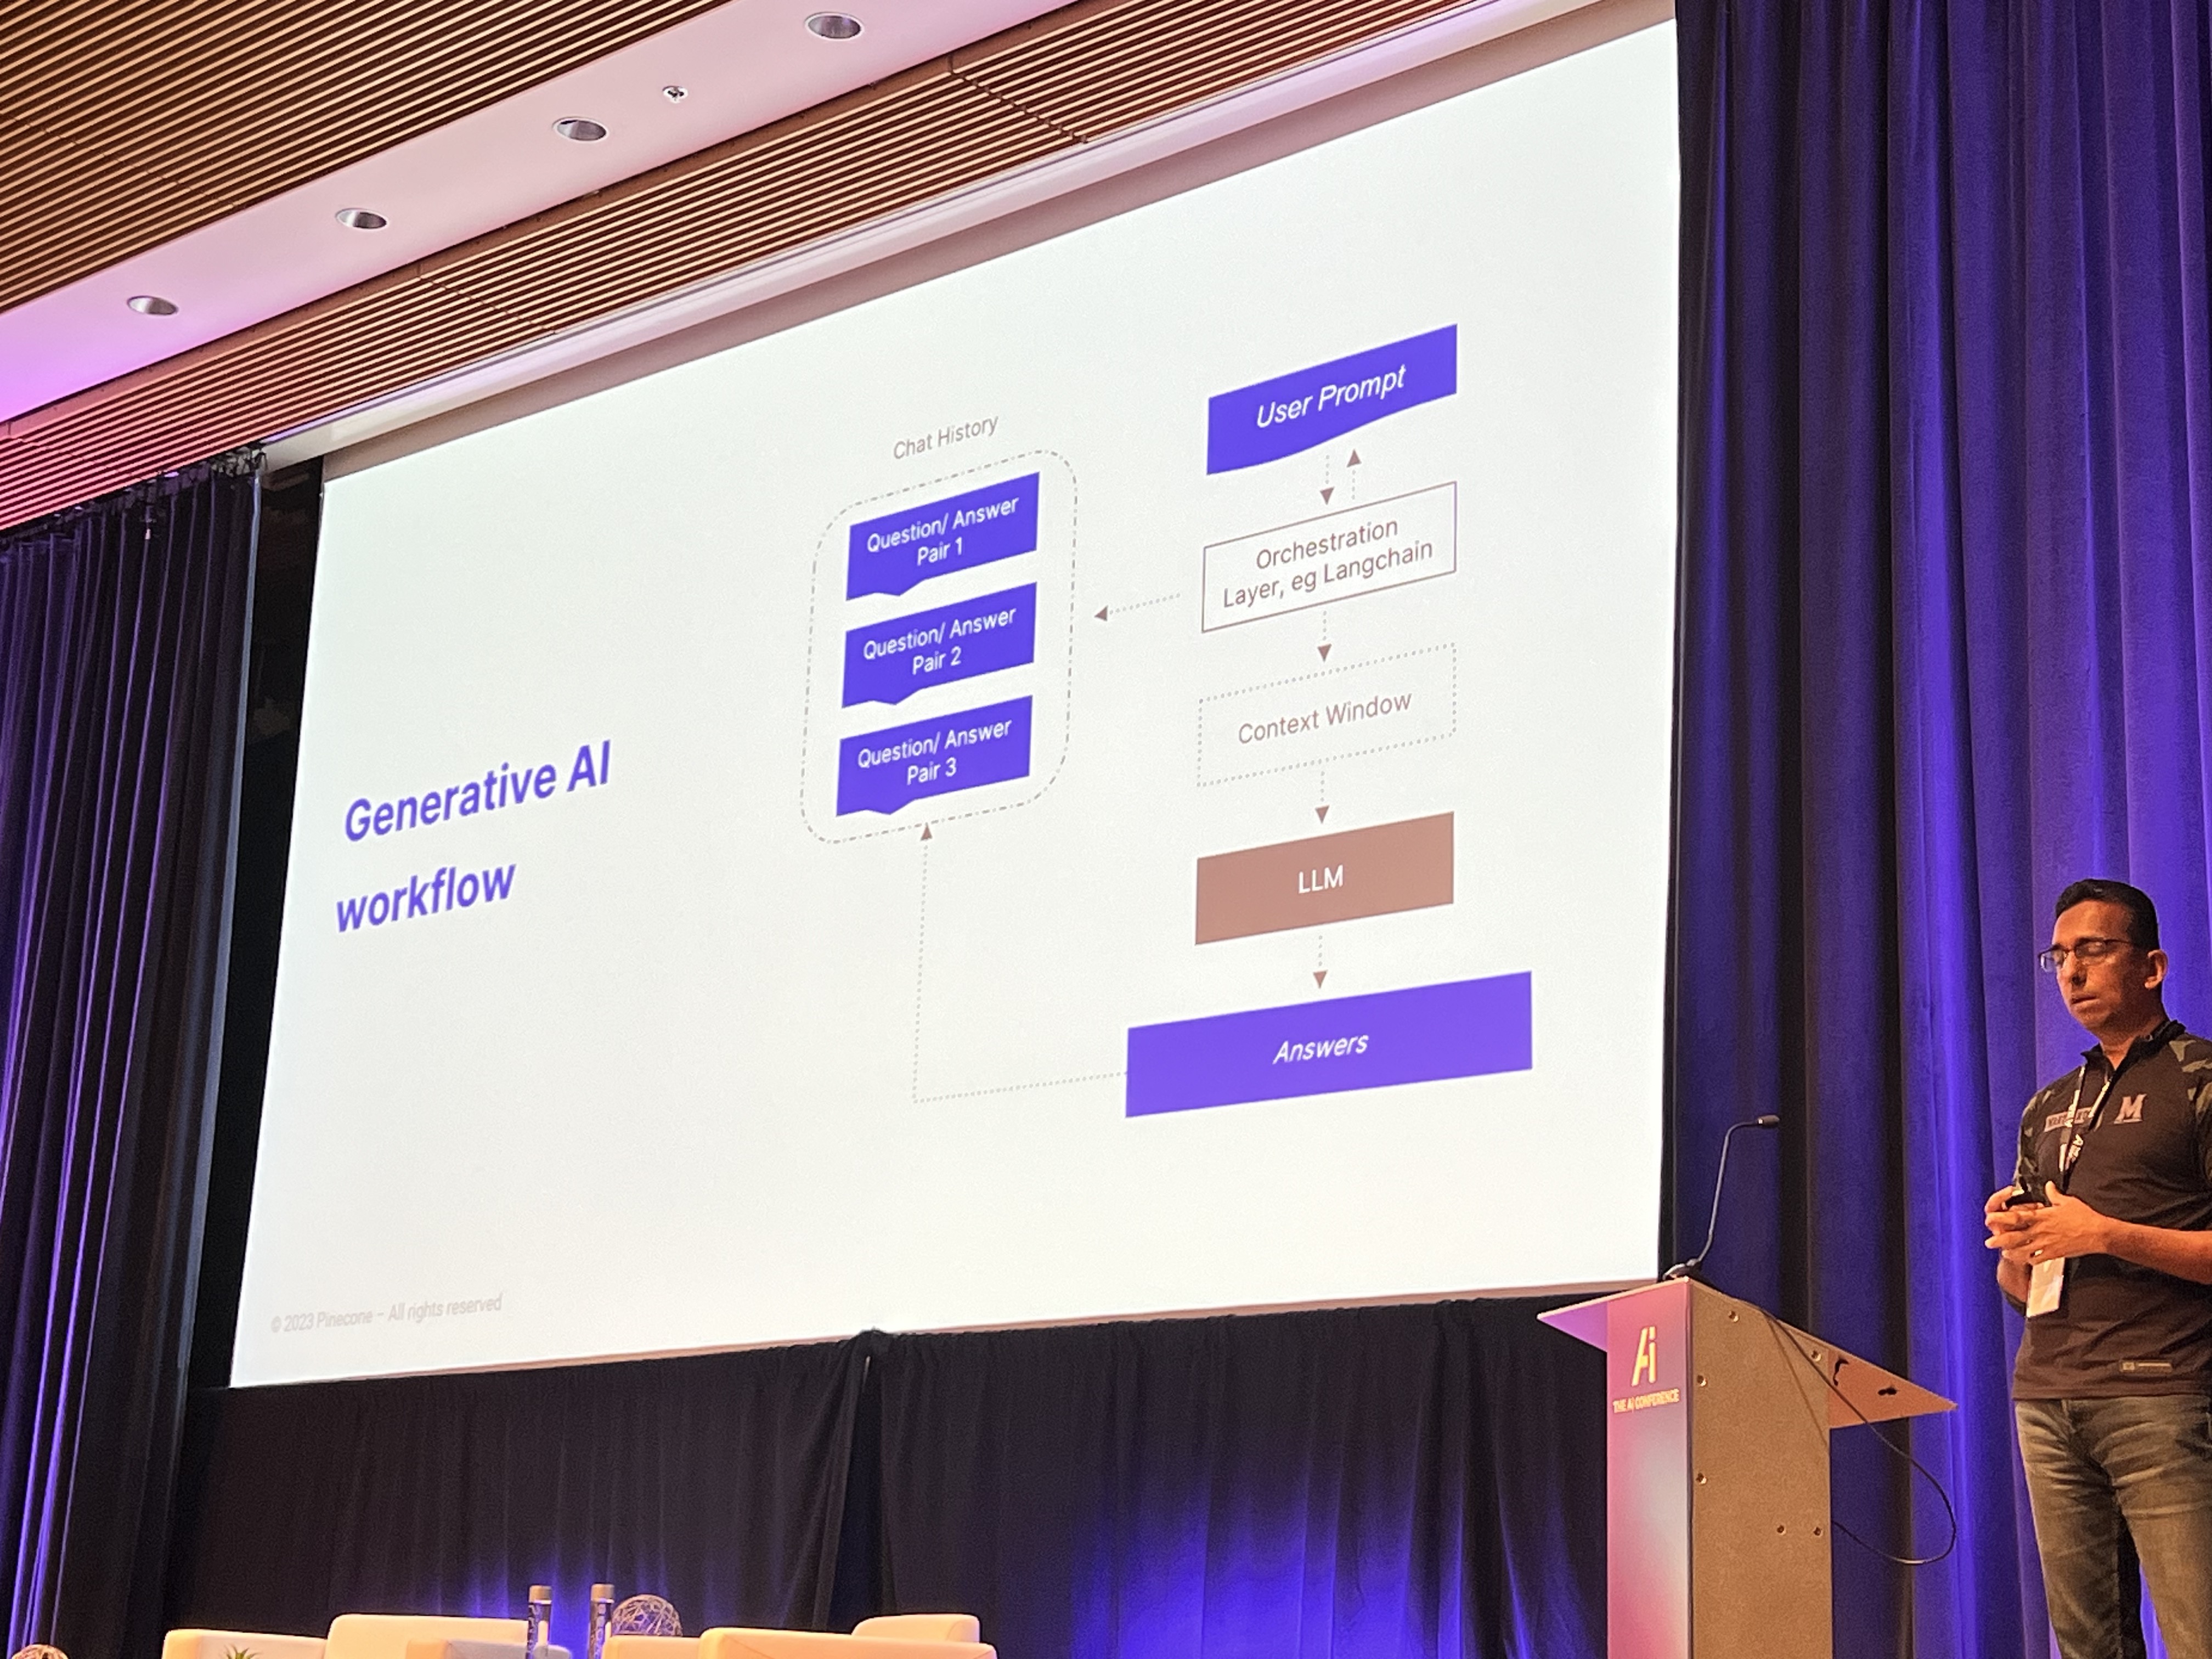 Generative AI
workflow
Chat History
Question/ Answer
Pair 1
Question/ Answer
Pair 2
Question/ Answer
Pair 3
User Prompt
Orchestration
Layer, eg Langchain
Context Window
LLM
Answers
© 2023 Pinecone – All rights reserved
Ai
THE AI CONFERENCE
M